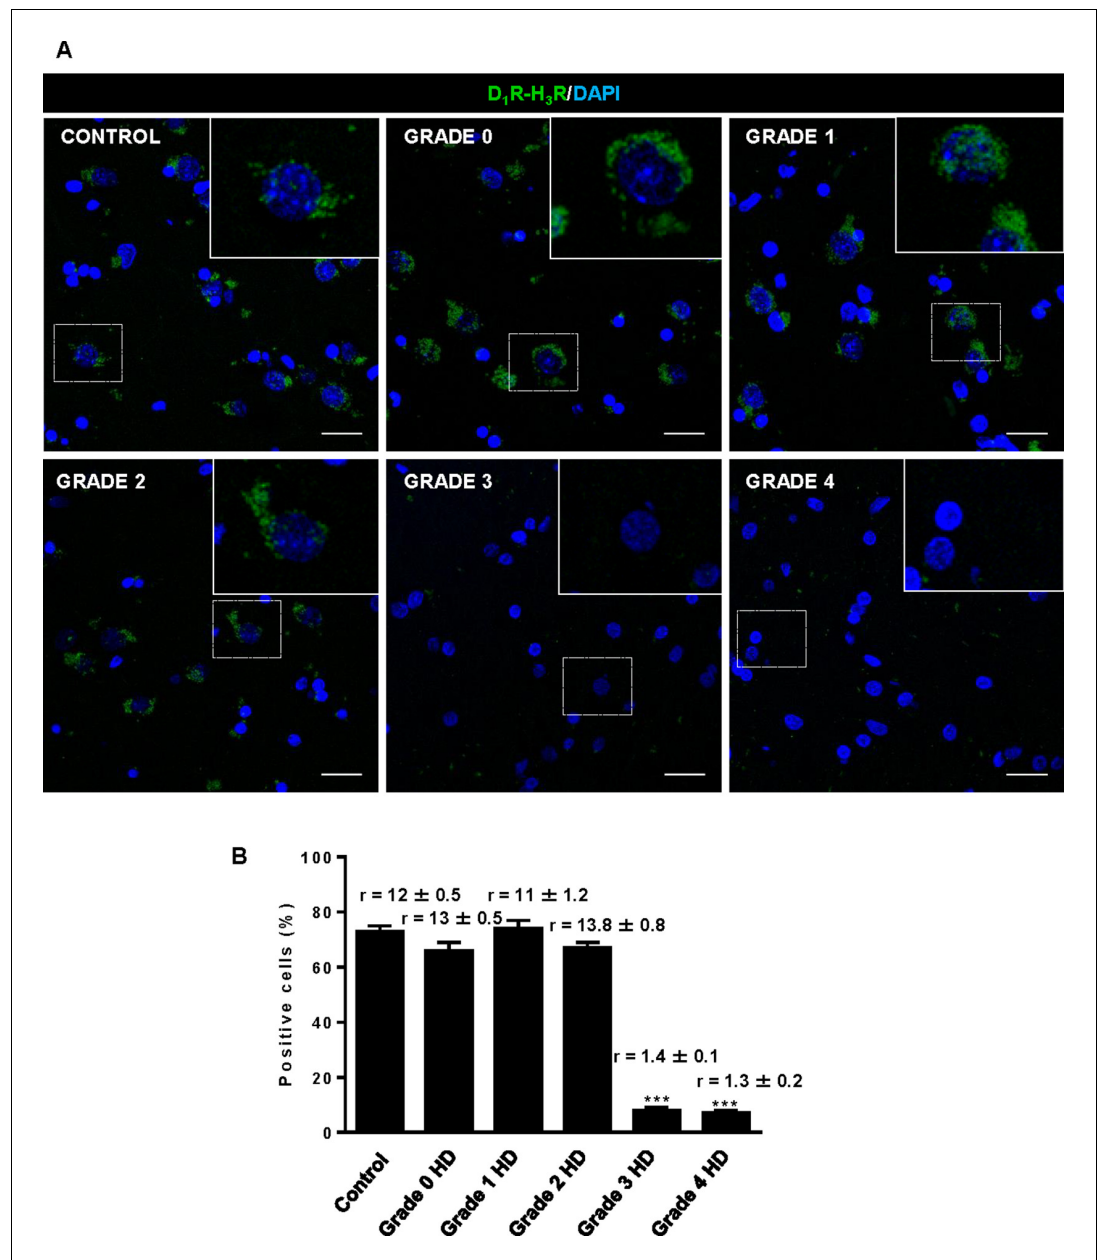 A
D₁R-H₃R/DAPI
CONTROL
GRADE 0
GRADE 1
GRADE 2
GRADE 3
GRADE 4
B
Positive cells (%)
100
80
60
40
20
0
r = 12 ± 0.5
r = 13 ± 0.5
r = 11 ± 1.2
r = 13.8 ± 0.8
r = 1.4 ± 0.1
r = 1.3 ± 0.2
***
***
Control
Grade 0 HD
Grade 1 HD
Grade 2 HD
Grade 3 HD
Grade 4 HD